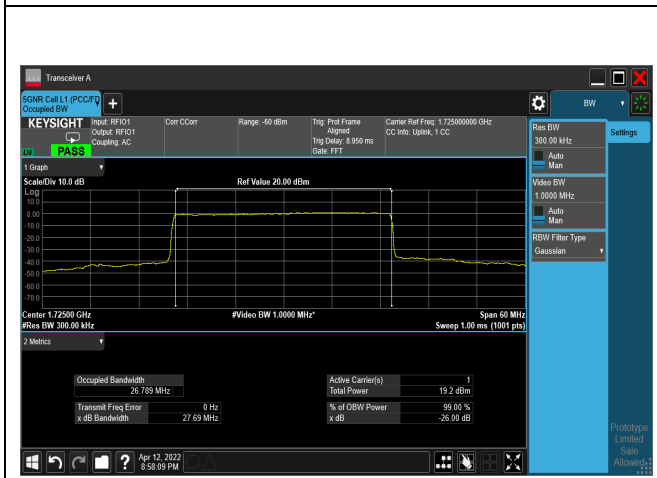 Transceiver A
5GNR Cell L1 (PCC/FD
Occupied BW
BW
KEYSIGHT
LU PASS
Input: RFIO1
Output: RFIO1
Coupling: AC
Corr CCorr
Range: -60 dBm
Trig: Prot Frame
Aligned
Trig Delay: 8.950 ms
Gate: FFT
Carrier Ref Freq: 1.725000000 GHz
CC Info: Uplink, 1 CC
Res BW
300.00 kHz
Auto
Man
Video BW
1.0000 MHz
Auto
Man
RBW Filter Type
Gaussian
Settings
1 Graph
Scale/Div 10.0 dB
Ref Value 20.00 dBm
Log
10.0
0.00
-10.0
-20.0
-30.0
-40.0
-50.0
-60.0
-70.0
Center 1.72500 GHz
#Video BW 1.0000 MHz*
Span 60 MHz
#Res BW 300.00 kHz
Sweep 1.00 ms (1001 pts)
2 Metrics
Occupied Bandwidth
26.789 MHz
Active Carrier(s) 1
Total Power 19.2 dBm
Transmit Freq Error 0 Hz
x dB Bandwidth 27.69 MHz
% of OBW Power 99.00 %
x dB -26.00 dB
Prototype
Limited
Sale
Allowed
?
Apr 12, 2022
8:58:09 PM